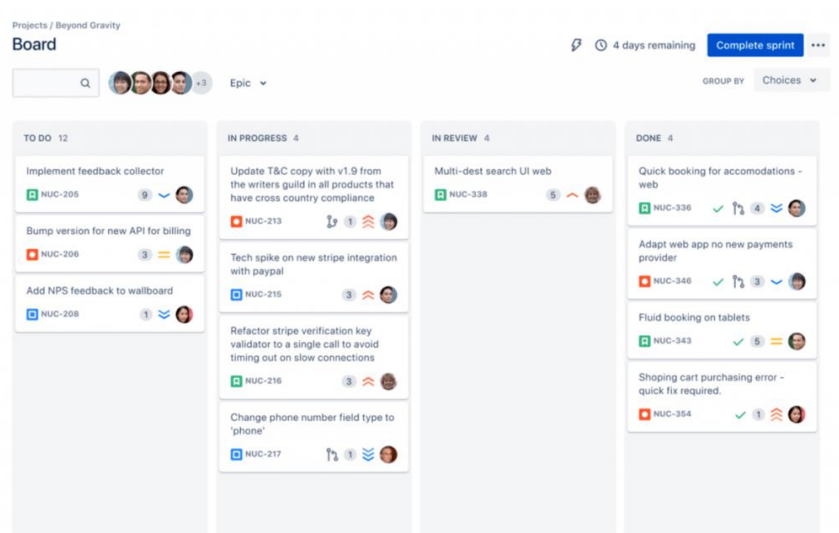 Projects / Beyond Gravity
Board
4 days remaining
Complete sprint
+3
Epic
GROUP BY
Choices
TO DO 12
Implement feedback collector
NUC-205
9
Bump version for new API for billing
NUC-206
3
Add NPS feedback to wallboard
NUC-208
1
IN PROGRESS 4
Update T&C copy with v1.9 from
the writers guild in all products that
have cross country compliance
NUC-213
1
Tech spike on new stripe integration
with paypal
NUC-215
3
Refactor stripe verification key
validator to a single call to avoid
timing out on slow connections
NUC-216
3
Change phone number field type to
'phone'
NUC-217
1
IN REVIEW 4
Multi-dest search UI web
NUC-338
5
DONE 4
Quick booking for accomodations -
web
NUC-336
4
Adapt web app no new payments
provider
NUC-346
3
Fluid booking on tablets
NUC-343
5
Shoping cart purchasing error -
quick fix required.
NUC-354
1